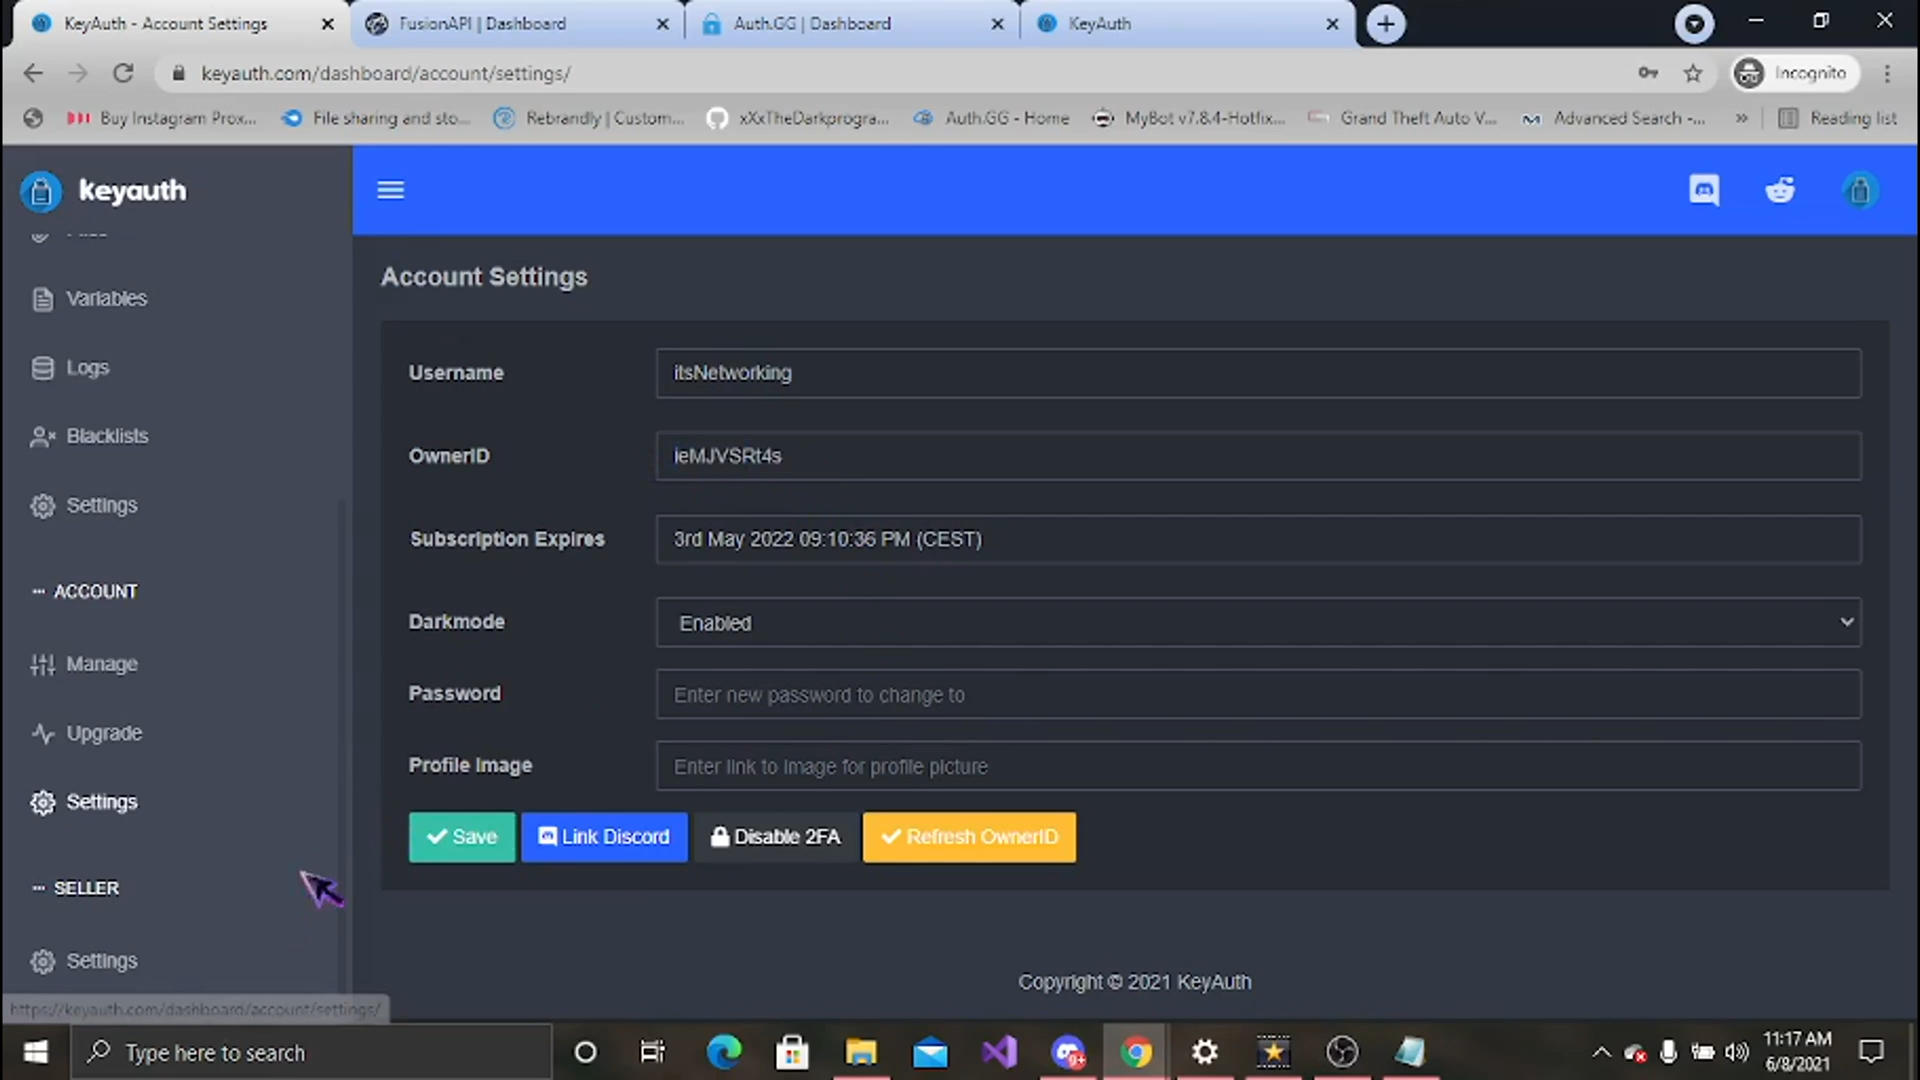 KeyAuth - Account Settings
FusionAPI | Dashboard
Auth.GG | Dashboard
KeyAuth
keyauth.com/dashboard/account/settings/
Incognito
Buy Instagram Prox...
File sharing and sto...
Rebrandly | Custom...
xXxTheDarkprogra...
Auth.GG - Home
MyBot v7.8.4-Hotfix...
Grand Theft Auto V...
Advanced Search -...
»
Reading list
keyauth
Variables
Logs
Blacklists
Settings
--- ACCOUNT
Manage
Upgrade
Settings
--- SELLER
Settings
Account Settings
Username
itsNetworking
OwnerID
ieMJVSRt4s
Subscription Expires
3rd May 2022 09:10:36 PM (CEST)
Darkmode
Enabled
Password
Enter new password to change to
Profile Image
Enter link to image for profile picture
Save
Link Discord
Disable 2FA
Refresh OwnerID
Copyright © 2021 KeyAuth
https://keyauth.com/dashboard/account/settings/
Type here to search
9+
11:17 AM
6/8/2021